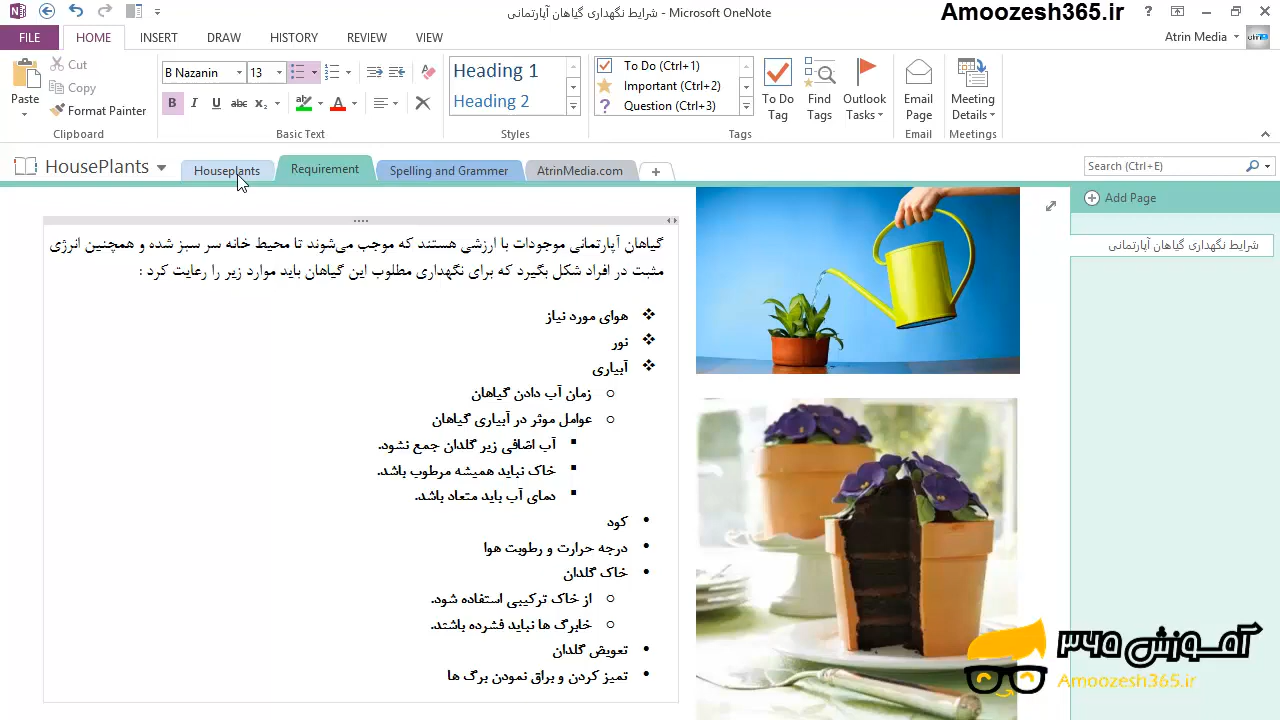 شرایط نگهداری گیاهان آپارتمانی - Microsoft OneNote
Amoozesh365.ir
FILE HOME INSERT DRAW HISTORY REVIEW VIEW
Atrin Media
Paste
Cut
Copy
Format Painter
Clipboard
B Nazanin 13
B I U abc x₂ ab A
Basic Text
Heading 1
Heading 2
Styles
To Do (Ctrl+1)
Important (Ctrl+2)
Question (Ctrl+3)
To Do Tag
Find Tags
Outlook Tasks
Tags
Email Page
Email
Meeting Details
Meetings
HousePlants
Houseplants
Requirement
Spelling and Grammer
AtrinMedia.com
Search (Ctrl+E)
Add Page
شرایط نگهداری گیاهان آپارتمانی
گیاهان آپارتمانی موجودات با ارزشی هستند که موجب می‌شوند تا محیط خانه سر سبز شده و همچنین انرژی
مثبت در افراد شکل بگیرد که برای نگهداری مطلوب این گیاهان باید موارد زیر را رعایت کرد :
❖ هوای مورد نیاز
❖ نور
❖ آبیاری
o زمان آب دادن گیاهان
o عوامل موثر در آبیاری گیاهان
▪ آب اضافی زیر گلدان جمع نشود.
▪ خاک نباید همیشه مرطوب باشد.
▪ دمای آب باید متعاد باشد.
• کود
• درجه حرارت و رطوبت هوا
• خاک گلدان
o از خاک ترکیبی استفاده شود.
o خابرگ ها نباید فشرده باشتد.
• تعویض گلدان
• تمیز کردن و براق نمودن برگ ها
آمـوزش ۳۶۵
Amoozesh365.ir